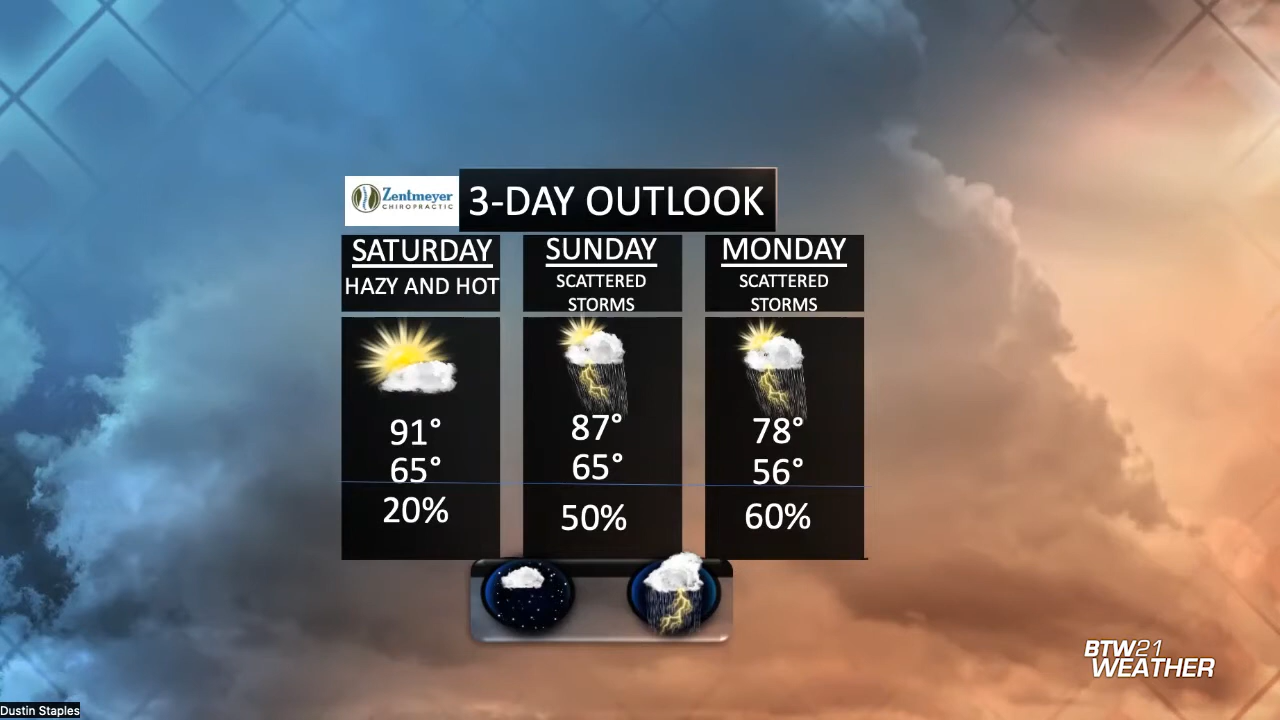 Zentmeyer
CHIROPRACTIC
3-DAY OUTLOOK
SATURDAY
HAZY AND HOT
91°
65°
20%
SUNDAY
SCATTERED
STORMS
87°
65°
50%
MONDAY
SCATTERED
STORMS
78°
56°
60%
BTW21
WEATHER
Dustin Staples